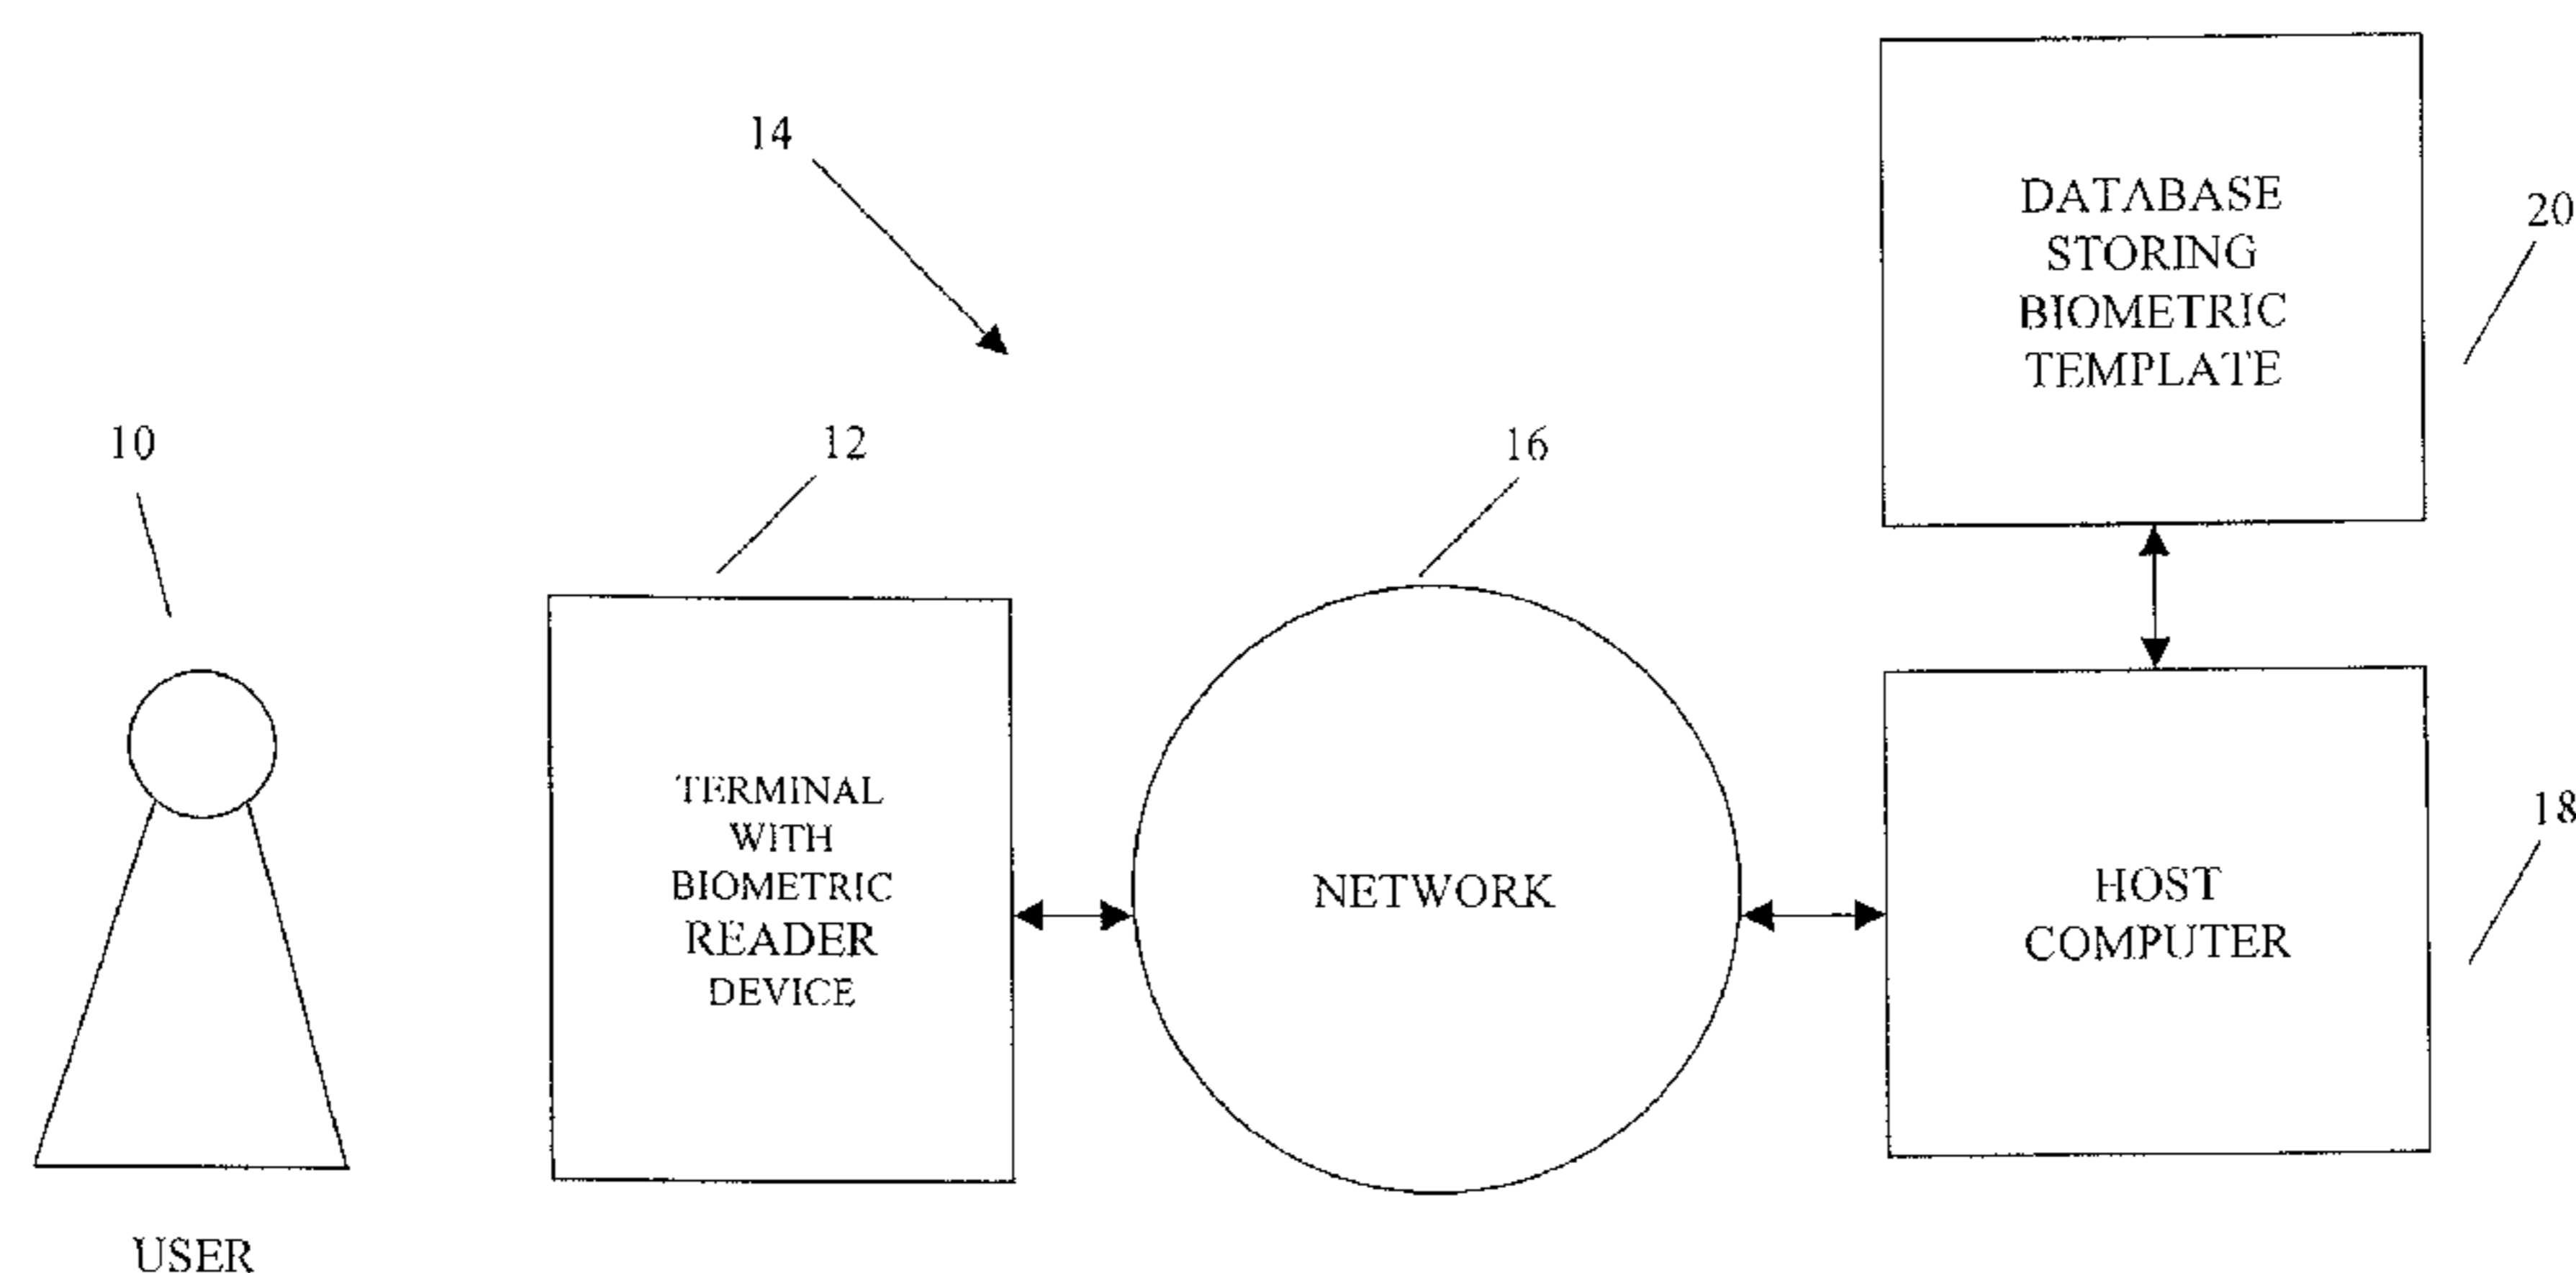 14
DATABASE
STORING
BIOMETRIC
TEMPLATE
20
10
12
16
TERMINAL
WITH
BIOMETRIC
READER
DEVICE
NETWORK
HOST
COMPUTER
18
USER